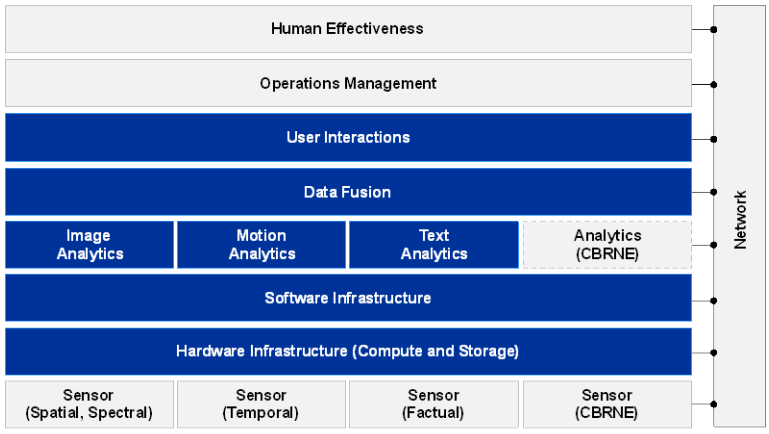 Human Effectiveness
Operations Management
User Interactions
Data Fusion
Image
Analytics
Motion
Analytics
Text
Analytics
Analytics
(CBRNE)
Software Infrastructure
Hardware Infrastructure (Compute and Storage)
Sensor
(Spatial, Spectral)
Sensor
(Temporal)
Sensor
(Factual)
Sensor
(CBRNE)
Network